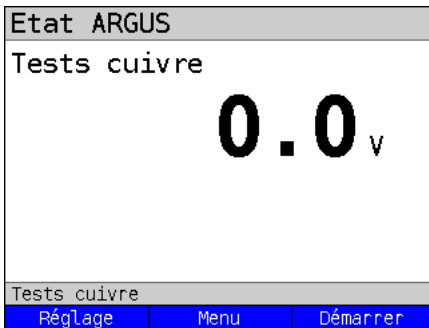 Etat ARGUS
Tests cuivre
0.0 V
Tests cuivre
Réglage Menu Démarrer